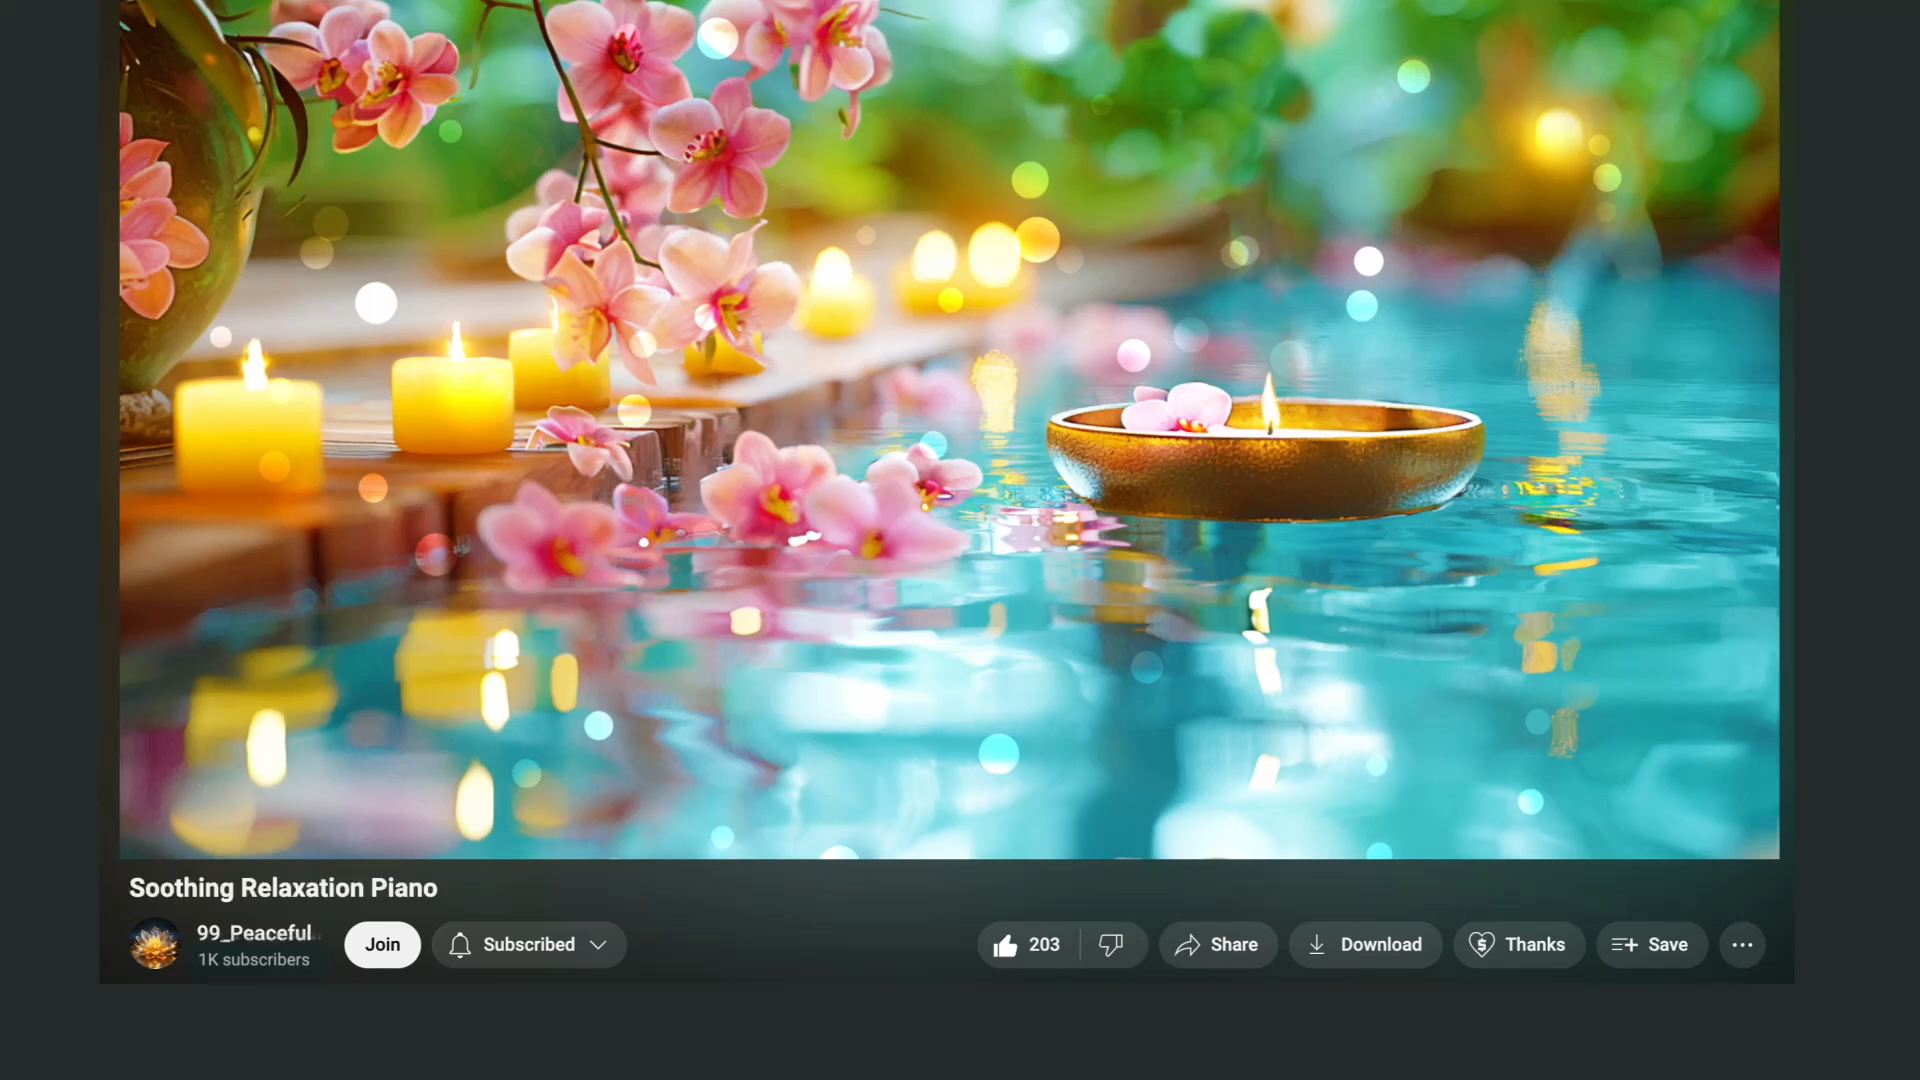 Soothing Relaxation Piano
99_Peaceful
1K subscribers
Join
Subscribed
203
Share
Download
Thanks
Save